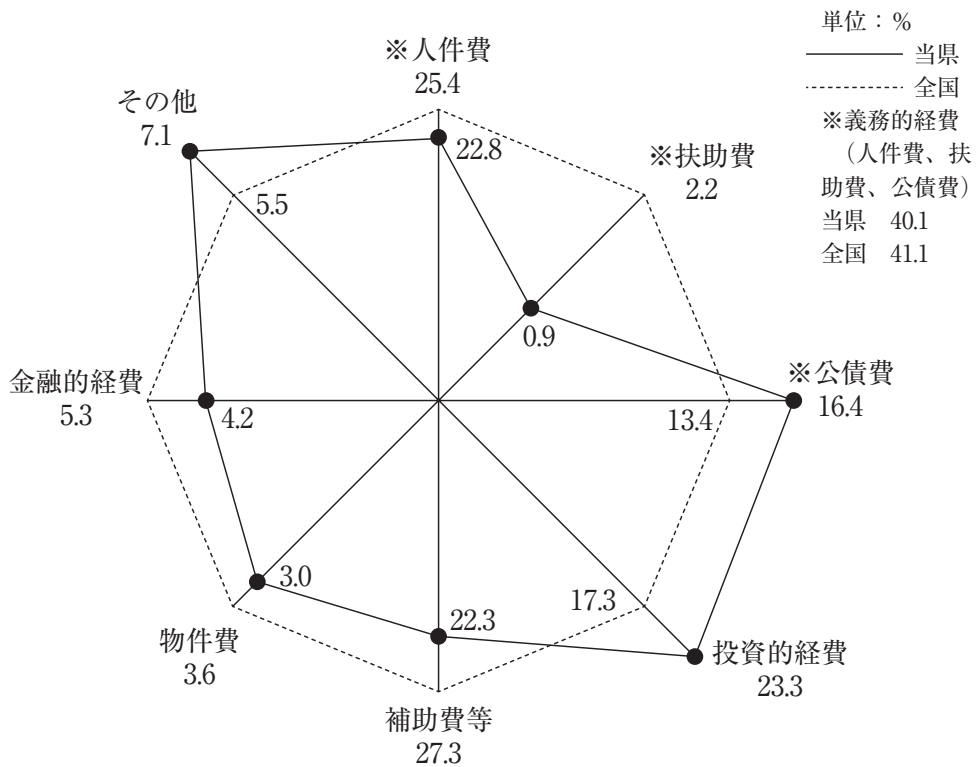 単位：%
当県
全国
※義務的経費
（人件費、扶
助費、公債費）
当県　40.1
全国　41.1
※人件費
25.4
22.8
※扶助費
2.2
0.9
※公債費
16.4
13.4
投資的経費
23.3
17.3
補助費等
27.3
22.3
物件費
3.6
3.0
金融的経費
5.3
4.2
その他
7.1
5.5